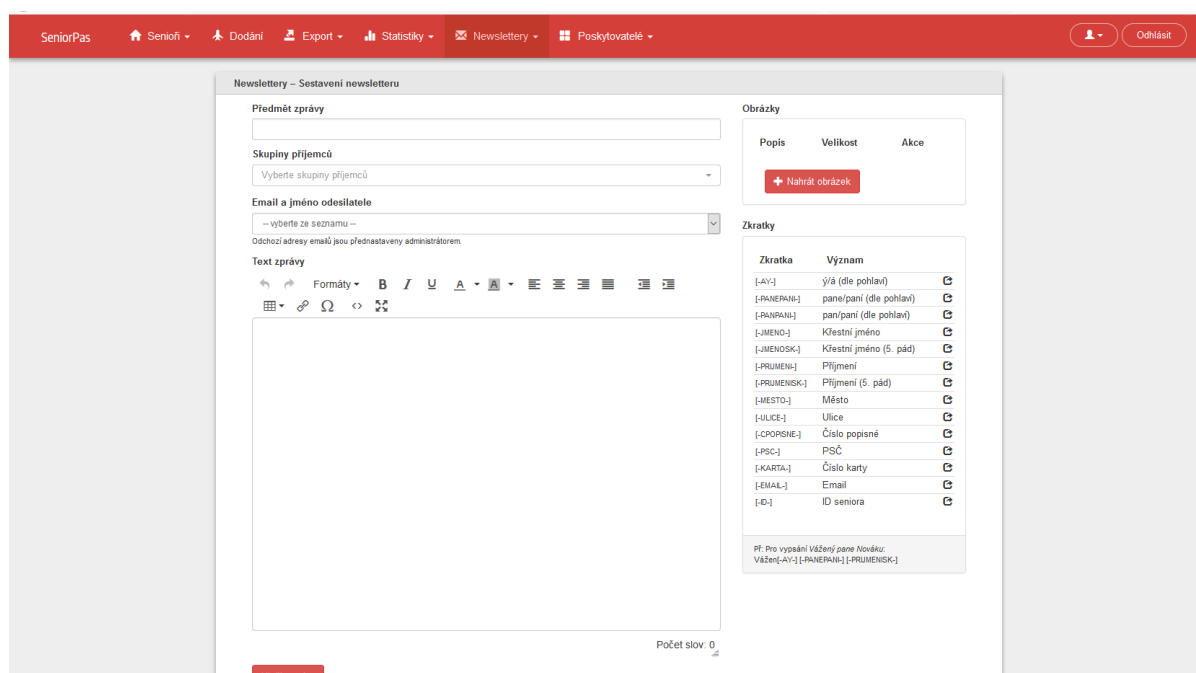 SeniorPas Senioři Dodání Export Statistiky Newslettery Poskytovatelé Odhlásit
Newslettery – Sestavení newsletteru
Předmět zprávy
Skupiny příjemců
Vyberte skupiny příjemců
Email a jméno odesilatele
-- vyberte ze seznamu --
Odchozí adresy emailů jsou přednastaveny administrátorem.
Text zprávy
Formáty B I U A A
Ω <>
Počet slov: 0
Obrázky
Popis Velikost Akce
Nahrát obrázek
Zkratky
Zkratka Význam
[-AY-] ý/á (dle pohlaví)
[-PANEPANI-] pane/paní (dle pohlaví)
[-PANPANI-] pan/paní (dle pohlaví)
[-JMENO-] Křestní jméno
[-JMENOSK-] Křestní jméno (5. pád)
[-PRIJMENI-] Příjmení
[-PRIJMENISK-] Příjmení (5. pád)
[-MESTO-] Město
[-ULICE-] Ulice
[-CPOPISNE-] Číslo popisné
[-PSC-] PSČ
[-KARTA-] Číslo karty
[-EMAIL-] Email
[-ID-] ID seniora
Př: Pro vypsání Vážený pane Nováku:
Vážen[-AY-] [-PANEPANI-] [-PRIJMENISK-]